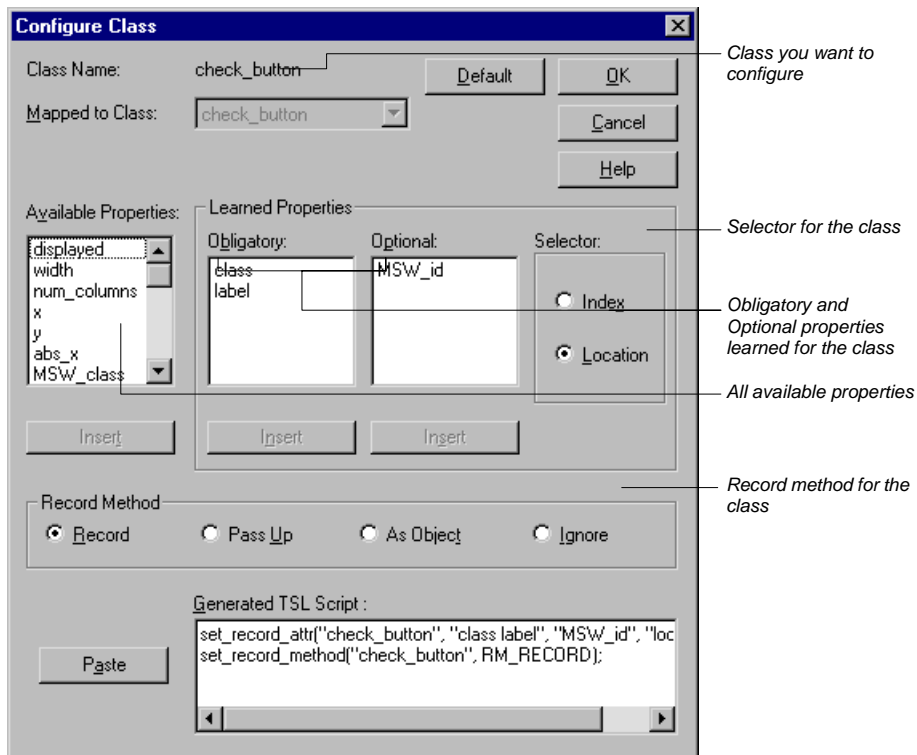 Configure Class
Class Name: check_button
Default
OK
Mapped to Class: check_button
Cancel
Help
Available Properties:
displayed
width
num_columns
x
y
abs_x
MSW_class
Insert
Learned Properties
Obligatory:
class
label
Insert
Optional:
MSW_id
Insert
Selector:
Index
Location
Record Method
Record
Pass Up
As Object
Ignore
Generated TSL Script :
set_record_attr("check_button", "class label", "MSW_id", "loc
set_record_method("check_button", RM_RECORD);
Paste
Class you want to
configure
Selector for the class
Obligatory and
Optional properties
learned for the class
All available properties
Record method for the
class